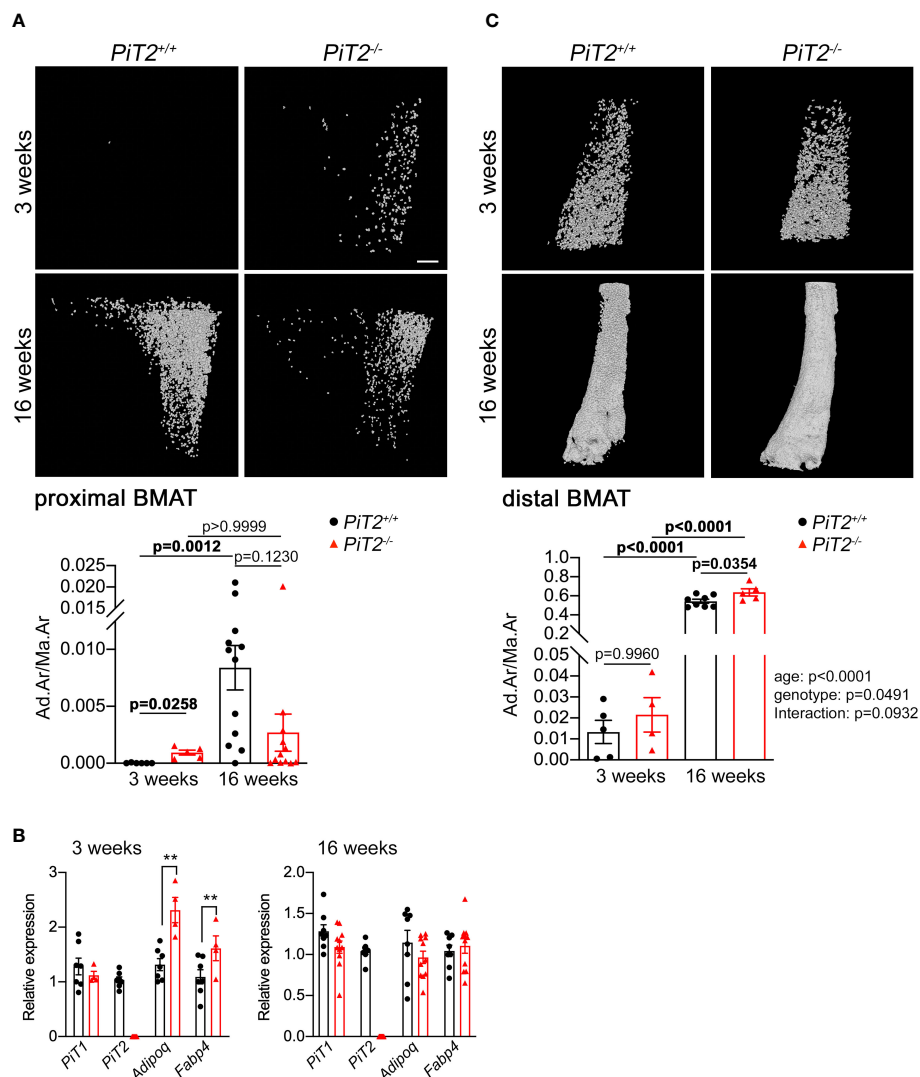 A
PiT2+/+ PiT2-/-
3 weeks
16 weeks
proximal BMAT
PiT2+/+
PiT2-/-
p>0.9999
p=0.0012
p=0.1230
p=0.0258
Ad.Ar/Ma.Ar
0.025
0.020
0.015
0.010
0.005
0.000
3 weeks 16 weeks
C
PiT2+/+ PiT2-/-
3 weeks
16 weeks
distal BMAT
PiT2+/+
PiT2-/-
p<0.0001
p<0.0001
p=0.0354
p=0.9960
Ad.Ar/Ma.Ar
1.0
0.8
0.6
0.4
0.2
0.05
0.04
0.03
0.02
0.01
0.00
3 weeks 16 weeks
age: p<0.0001
genotype: p=0.0491
Interaction: p=0.0932
B
3 weeks
**
**
Relative expression
3
2
1
0
PiT1 PiT2 Adipoq Fabp4
16 weeks
Relative expression
2.0
1.5
1.0
0.5
0.0
PiT1 PiT2 Adipoq Fabp4